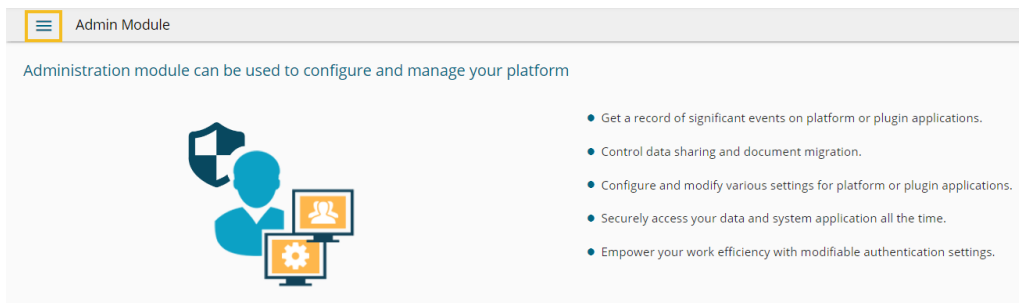 Admin Module
Administration module can be used to configure and manage your platform
Get a record of significant events on platform or plugin applications.
Control data sharing and document migration.
Configure and modify various settings for platform or plugin applications.
Securely access your data and system application all the time.
Empower your work efficiency with modifiable authentication settings.